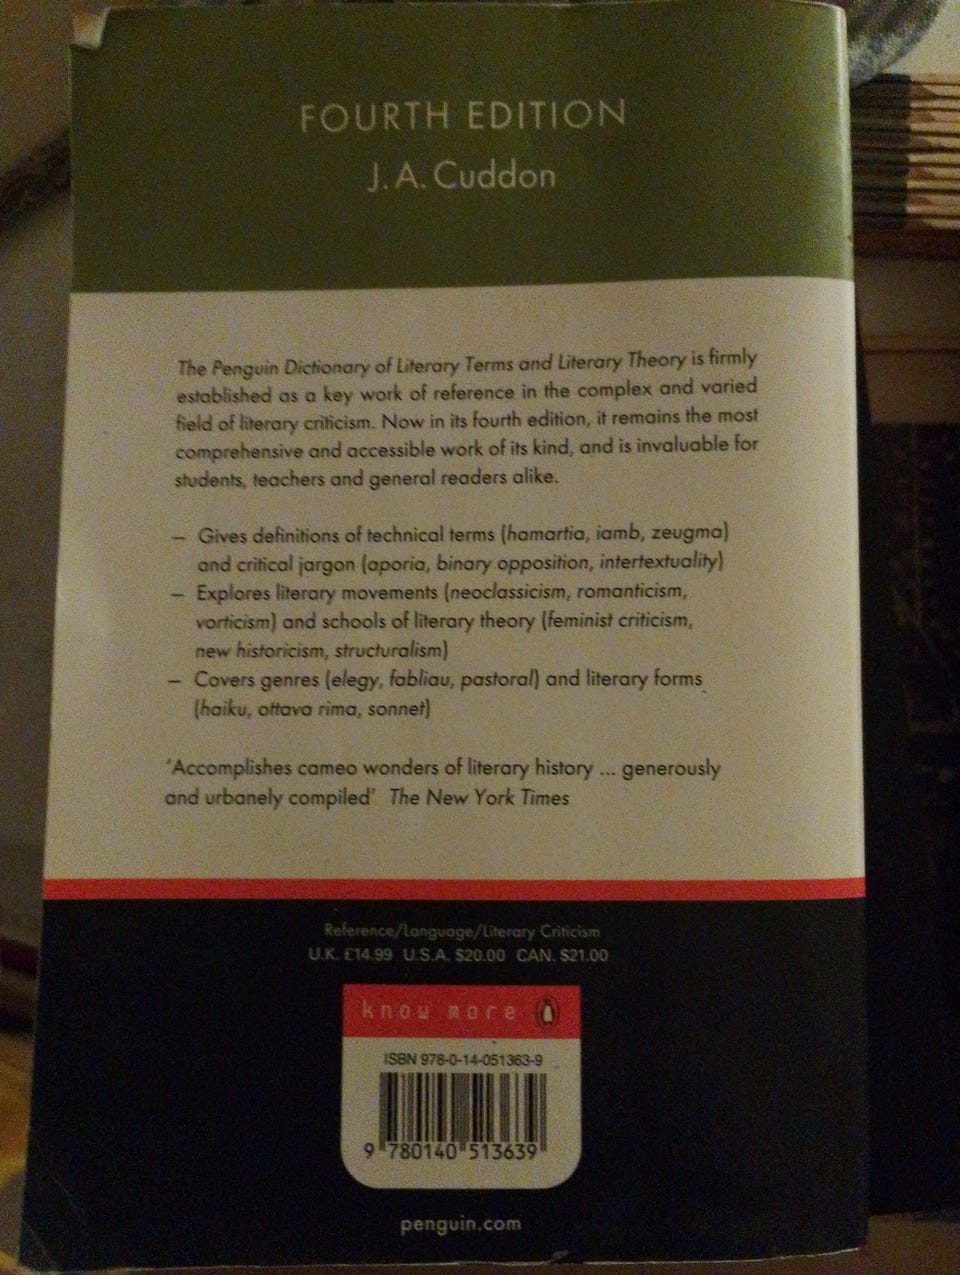 FOURTH EDITION
J. A. Cuddon
The Penguin Dictionary of Literary Terms and Literary Theory is firmly
established as a key work of reference in the complex and varied
field of literary criticism. Now in its fourth edition, it remains the most
comprehensive and accessible work of its kind, and is invaluable for
students, teachers and general readers alike.
– Gives definitions of technical terms (hamartia, iamb, zeugma)
and critical jargon (aporia, binary opposition, intertextuality)
– Explores literary movements (neoclassicism, romanticism,
vorticism) and schools of literary theory (feminist criticism,
new historicism, structuralism)
– Covers genres (elegy, fabliau, pastoral) and literary forms
(haiku, ottava rima, sonnet)
‘Accomplishes cameo wonders of literary history ... generously
and urbanely compiled’ The New York Times
Reference/Language/Literary Criticism
U.K. £14.99 U.S.A. $20.00 CAN. $21.00
know more
ISBN 978-0-14-051363-9
9 780140 513639
penguin.com